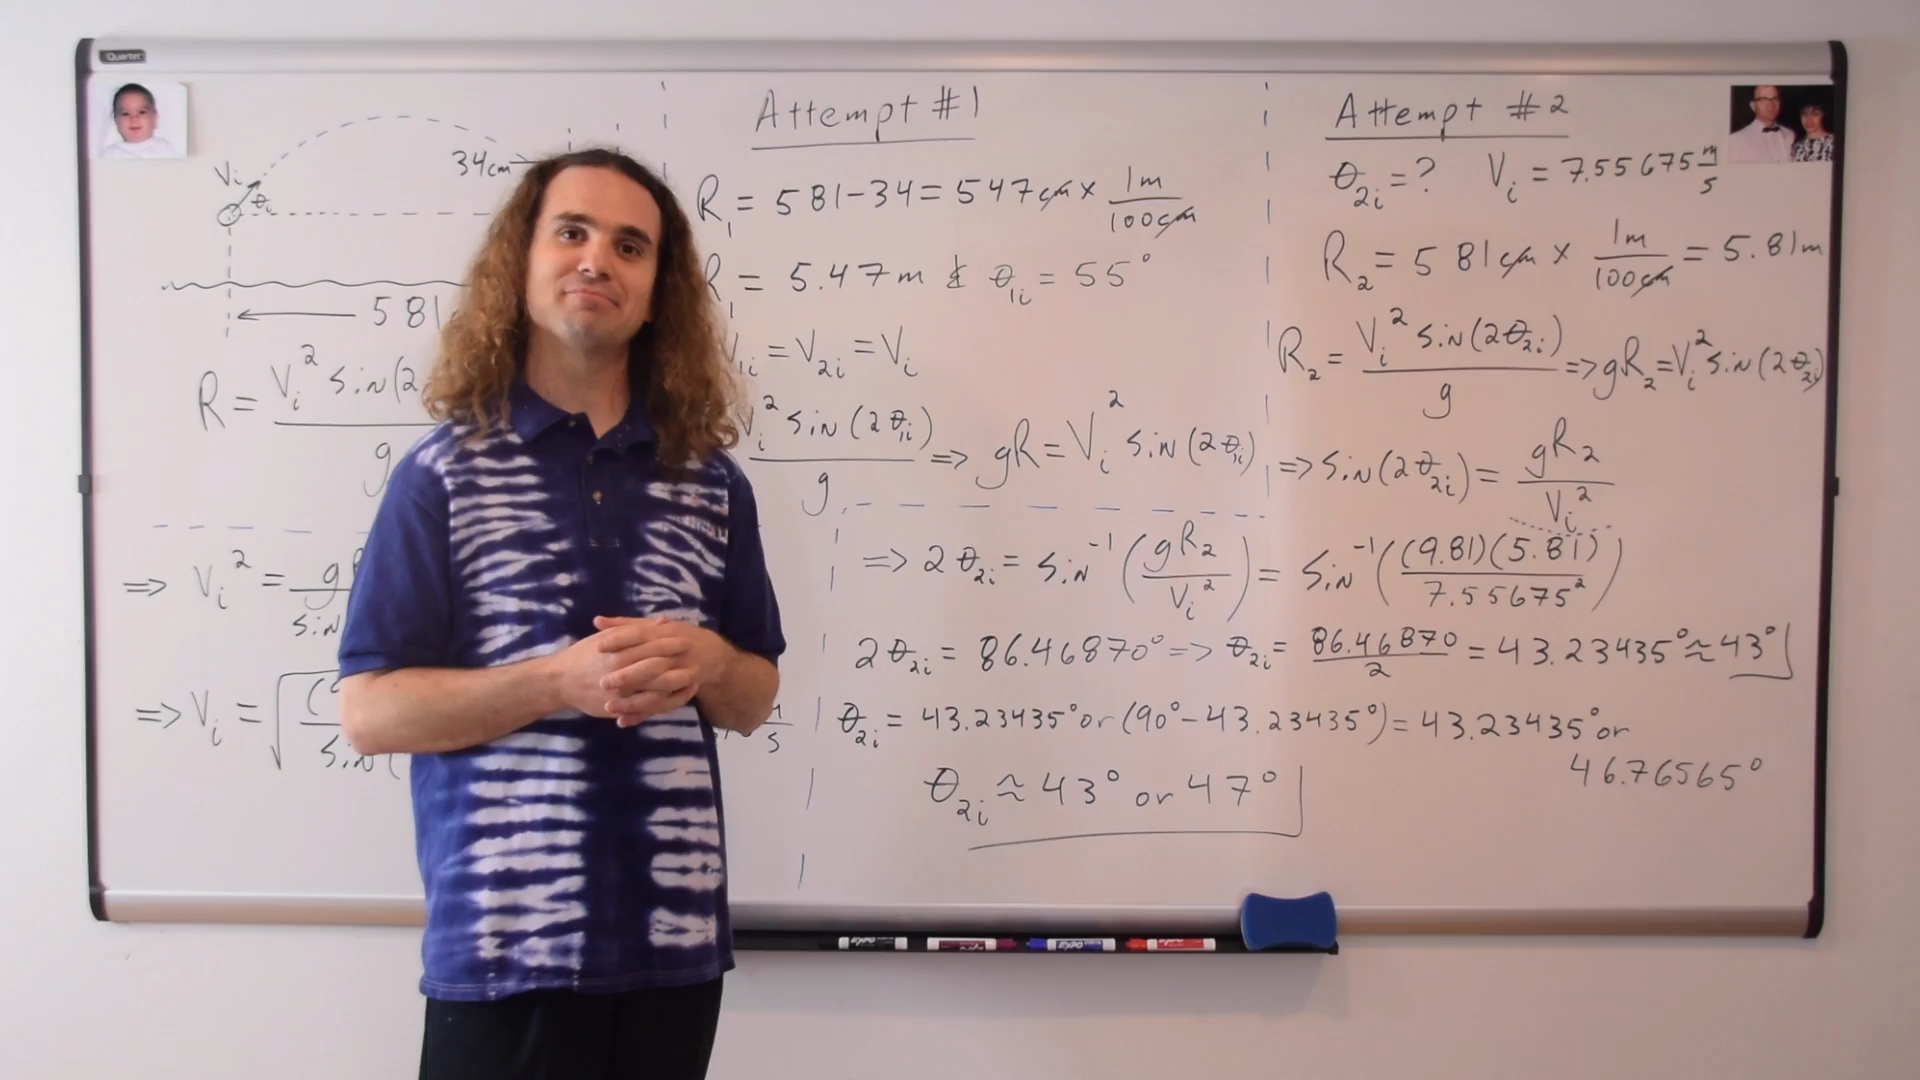 Quartet
34cm
Vᵢ θᵢ
581
R = Vᵢ² sin(2
g
⇒ Vᵢ² = g
sin
⇒ Vᵢ = √(
sin(
m
s
Attempt #1
R₁ = 581-34 = 547cm × 1m/100cm
R₁ = 5.47m & θ₁ᵢ = 55°
V₁ᵢ = V₂ᵢ = Vᵢ
Vᵢ² sin(2θ₁ᵢ)/g ⇒ gR = Vᵢ² sin(2θ₁ᵢ)
Attempt #2
θ₂ᵢ = ? Vᵢ = 7.55675 m/s
R₂ = 581cm × 1m/100cm = 5.81m
R₂ = Vᵢ² sin(2θ₂ᵢ)/g ⇒ gR₂ = Vᵢ² sin(2θ₂ᵢ)
⇒ sin(2θ₂ᵢ) = gR₂/Vᵢ²
⇒ 2θ₂ᵢ = sin⁻¹(gR₂/Vᵢ²) = sin⁻¹((9.81)(5.81)/7.55675²)
2θ₂ᵢ = 86.46870° ⇒ θ₂ᵢ = 86.46870/2 = 43.23435° ≈ 43°
θ₂ᵢ = 43.23435° or (90° - 43.23435°) = 43.23435° or
46.76565°
θ₂ᵢ ≈ 43° or 47°
EXPO